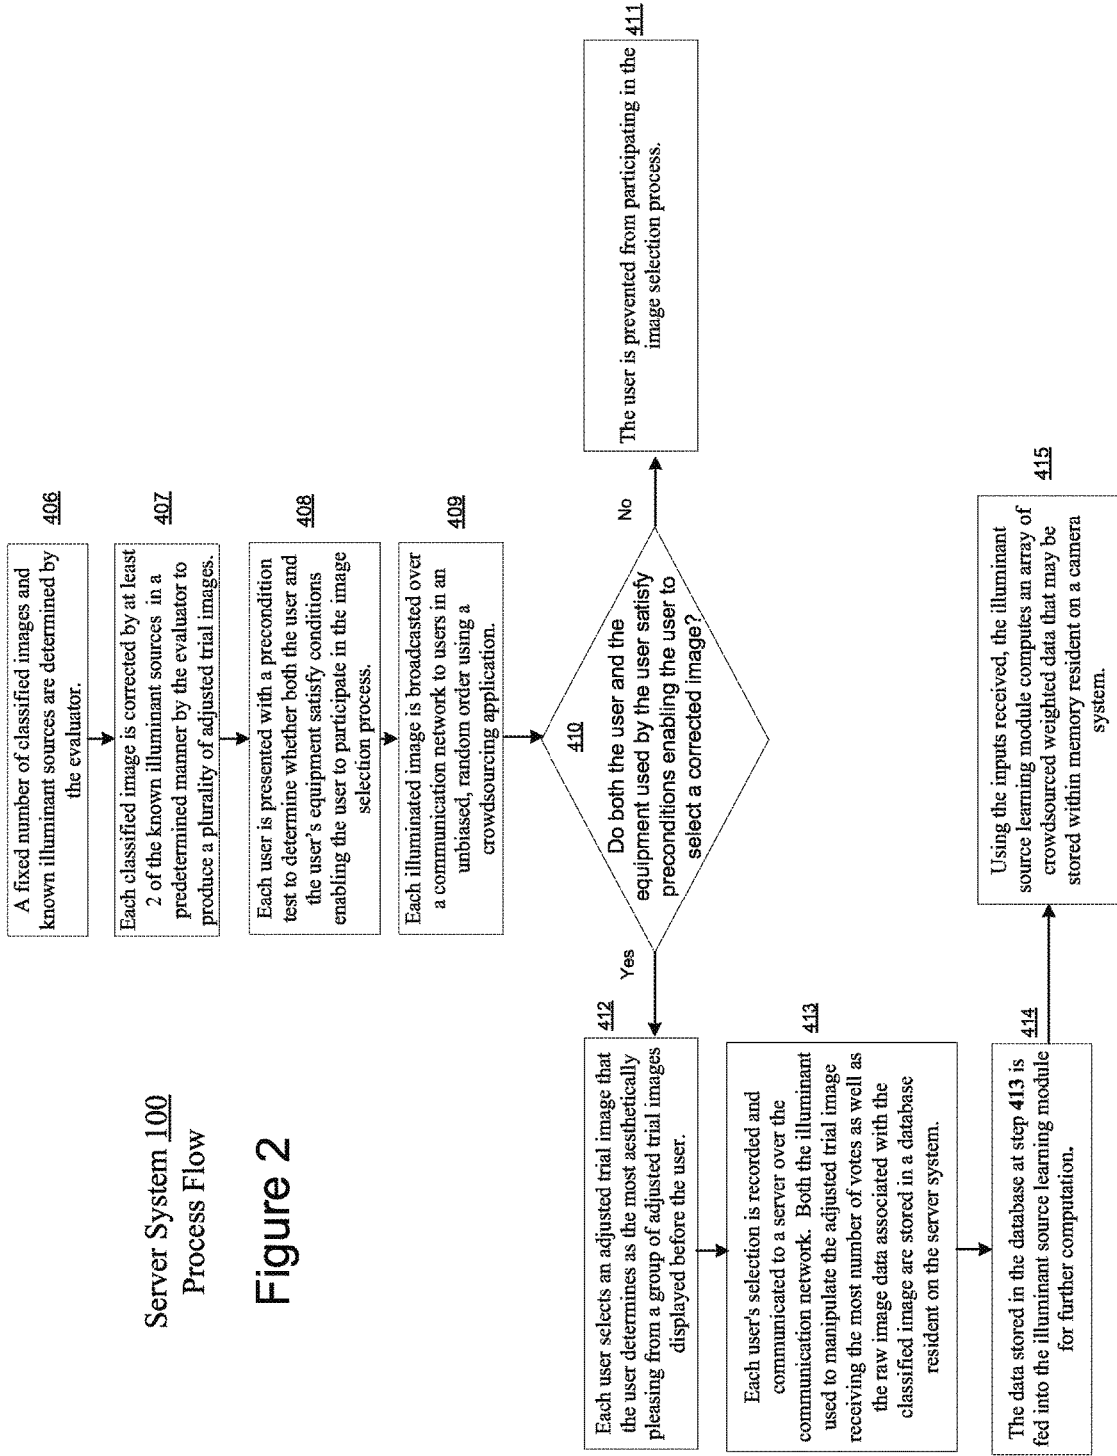 Server System 100
Process Flow
Figure 2
406
A fixed number of classified images and
known illuminant sources are determined by
the evaluator.
407
Each classified image is corrected by at least
2 of the known illuminant sources in a
predetermined manner by the evaluator to
produce a plurality of adjusted trial images.
408
Each user is presented with a precondition
test to determine whether both the user and
the user's equipment satisfy conditions
enabling the user to participate in the image
selection process.
409
Each illuminated image is broadcasted over
a communication network to users in an
unbiased, random order using a
crowdsourcing application.
410
Do both the user and the
equipment used by the user satisfy
preconditions enabling the user to
select a corrected image?
No
411
The user is prevented from participating in the
image selection process.
Yes
412
Each user selects an adjusted trial image that
the user determines as the most aesthetically
pleasing from a group of adjusted trial images
displayed before the user.
413
Each user's selection is recorded and
communicated to a server over the
communication network. Both the illuminant
used to manipulate the adjusted trial image
receiving the most number of votes as well as
the raw image data associated with the
classified image are stored in a database
resident on the server system.
414
The data stored in the database at step 413 is
fed into the illuminant source learning module
for further computation.
415
Using the inputs received, the illuminant
source learning module computes an array of
crowdsourced weighted data that may be
stored within memory resident on a camera
system.